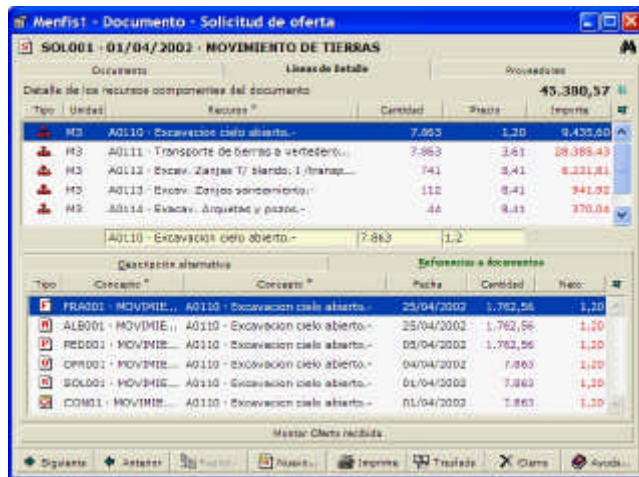 Menfis† - Documento - Solicitud de oferta
SOL001 - 01/04/2002 - MOVIMIENTO DE TIERRAS
Documento Líneas de Detalle Proveedores
Detalle de los recursos componentes del documento 45.380,57
Tipo Unidad Recurso Cantidad Precio Importe
M3 A0110 - Excavacion cielo abierto.- 7.863 1,20 9.435,60
M3 A0111 - Transporte de tierras a vertedero... 7.863 3,61 28.385,43
M3 A0112 - Excav. Zanjas T/ blando; I /transp... 741 8,41 6.231,81
M3 A0113 - Excav. Zanjas saneamiento.- 112 8,41 941,92
M3 A0114 - Excav. Arquetas y pozos.- 44 8,41 370,04
A0110 - Excavacion cielo abierto.- 7.863 1,2
Descripción alternativa Referencias a documentos
Tipo Concepto Concepto Fecha Cantidad Neto
FRA001 - MOVIMIE... A0110 - Excavacion cielo abierto.- 25/04/2002 1.762,56 1,20
ALB001 - MOVIMIE... A0110 - Excavacion cielo abierto.- 25/04/2002 1.762,56 1,20
PED001 - MOVIMIE... A0110 - Excavacion cielo abierto.- 05/04/2002 1.762,56 1,20
OFR001 - MOVIMIE... A0110 - Excavacion cielo abierto.- 04/04/2002 7.863 1,20
SOL001 - MOVIMIE... A0110 - Excavacion cielo abierto.- 01/04/2002 7.863 1,20
CON01 - MOVIMIE... A0110 - Excavacion cielo abierto.- 01/04/2002 7.863 1,20
Montar Oferta recibida
Siguiente Anterior Nuevo... Imprime Traslada Cierra Ayuda...